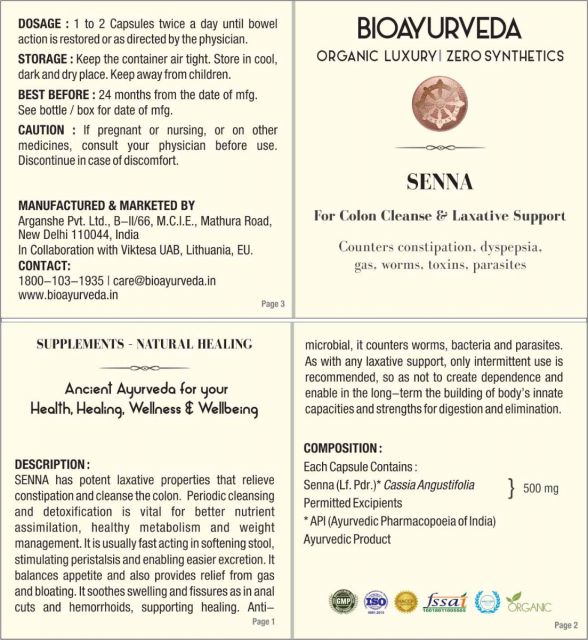 DOSAGE : 1 to 2 Capsules twice a day until bowel
action is restored or as directed by the physician.
STORAGE : Keep the container air tight. Store in cool,
dark and dry place. Keep away from children.
BEST BEFORE : 24 months from the date of mfg.
See bottle / box for date of mfg.
CAUTION : If pregnant or nursing, or on other
medicines, consult your physician before use.
Discontinue in case of discomfort.
MANUFACTURED & MARKETED BY
Arganshe Pvt. Ltd., B–II/66, M.C.I.E., Mathura Road,
New Delhi 110044, India
In Collaboration with Viktesa UAB, Lithuania, EU.
CONTACT:
1800–103–1935 | care@bioayurveda.in
www.bioayurveda.in
Page 3
BIOAYURVEDA
ORGANIC LUXURY| ZERO SYNTHETICS
SENNA
For Colon Cleanse & Laxative Support
Counters constipation, dyspepsia,
gas, worms, toxins, parasites
SUPPLEMENTS - NATURAL HEALING
Ancient Ayurveda for your
Health, Healing, Wellness & Wellbeing
DESCRIPTION :
SENNA has potent laxative properties that relieve
constipation and cleanse the colon. Periodic cleansing
and detoxification is vital for better nutrient
assimilation, healthy metabolism and weight
management. It is usually fast acting in softening stool,
stimulating peristalsis and enabling easier excretion. It
balances appetite and also provides relief from gas
and bloating. It soothes swelling and fissures as in anal
cuts and hemorrhoids, supporting healing. Anti–
Page 1
microbial, it counters worms, bacteria and parasites.
As with any laxative support, only intermittent use is
recommended, so as not to create dependence and
enable in the long–term the building of body's innate
capacities and strengths for digestion and elimination.
COMPOSITION :
Each Capsule Contains :
Senna (Lf. Pdr.)* Cassia Angustifolia } 500 mg
Permitted Excipients
* API (Ayurvedic Pharmacopoeia of India)
Ayurvedic Product
GMP ISO HACCP fssai ORGANIC
Page 2